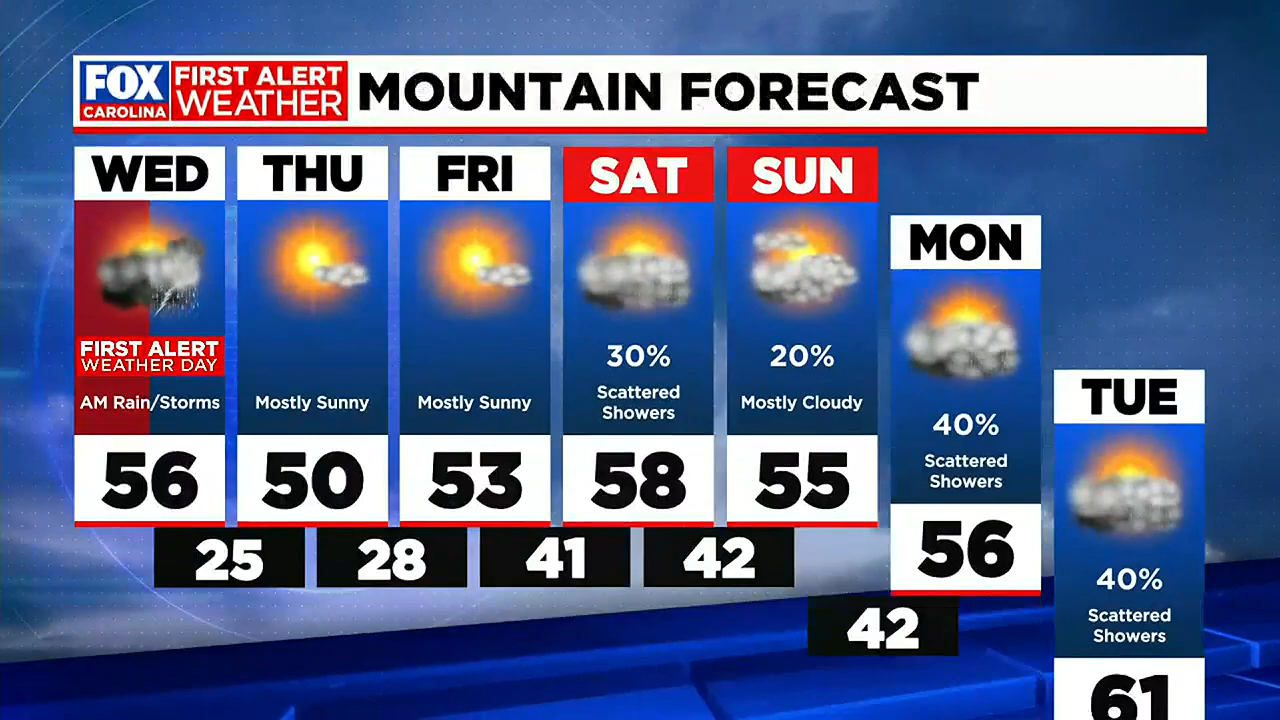 FOX
CAROLINA
FIRST ALERT
WEATHER
MOUNTAIN FORECAST
WED
FIRST ALERT
WEATHER DAY
AM Rain/Storms
56
THU
Mostly Sunny
50
FRI
Mostly Sunny
53
SAT
30%
Scattered
Showers
58
SUN
20%
Mostly Cloudy
55
MON
40%
Scattered
Showers
56
TUE
40%
Scattered
Showers
61
25
28
41
42
42